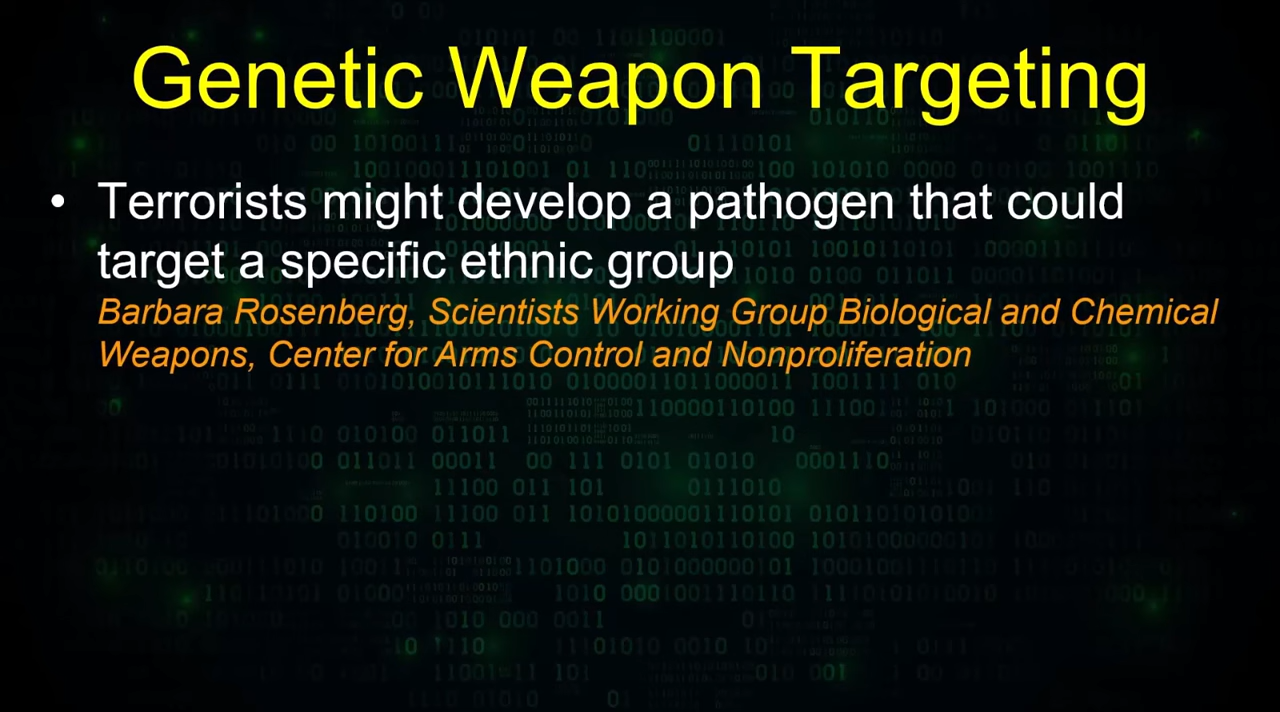 Genetic Weapon Targeting
• Terrorists might develop a pathogen that could
target a specific ethnic group
Barbara Rosenberg, Scientists Working Group Biological and Chemical
Weapons, Center for Arms Control and Nonproliferation